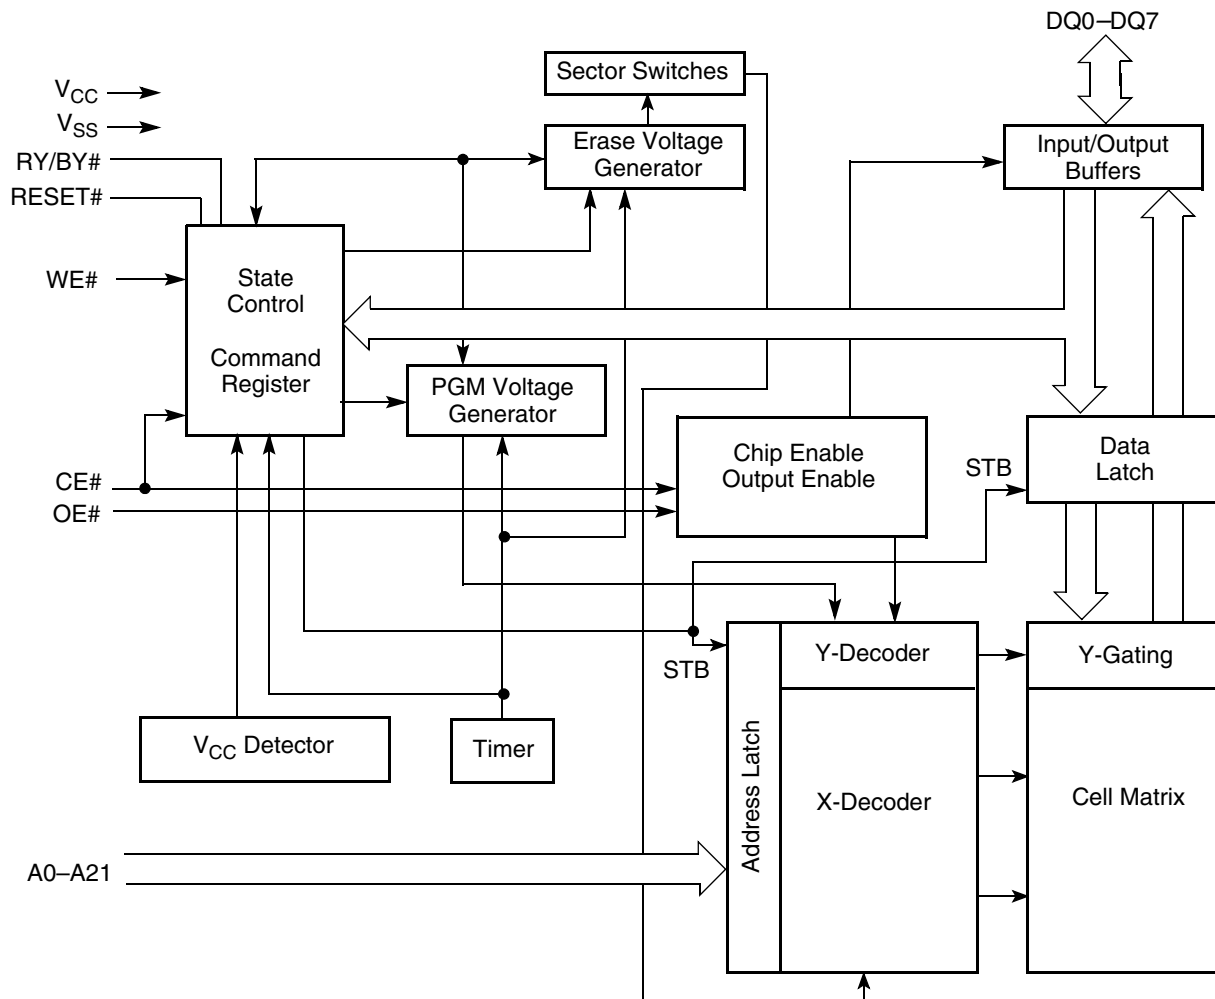 DQ0–DQ7
Sector Switches
VCC
VSS
RY/BY#
RESET#
Erase Voltage
Generator
Input/Output
Buffers
WE#
State
Control
Command
Register
PGM Voltage
Generator
Chip Enable
Output Enable
STB
Data
Latch
CE#
OE#
STB
Y-Decoder
Y-Gating
VCC Detector
Timer
Address Latch
X-Decoder
Cell Matrix
A0–A21